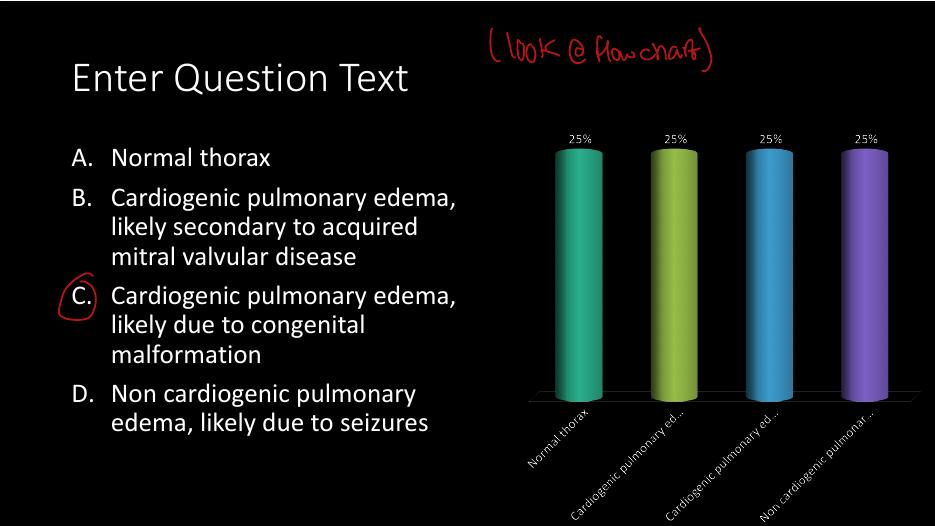 (look @ flowchart)
Enter Question Text
A. Normal thorax
B. Cardiogenic pulmonary edema,
likely secondary to acquired
mitral valvular disease
C. Cardiogenic pulmonary edema,
likely due to congenital
malformation
D. Non cardiogenic pulmonary
edema, likely due to seizures
25% 25% 25% 25%
Normal thorax
Cardiogenic pulmonary ed...
Cardiogenic pulmonary ed...
Non cardiogenic pulmonar...